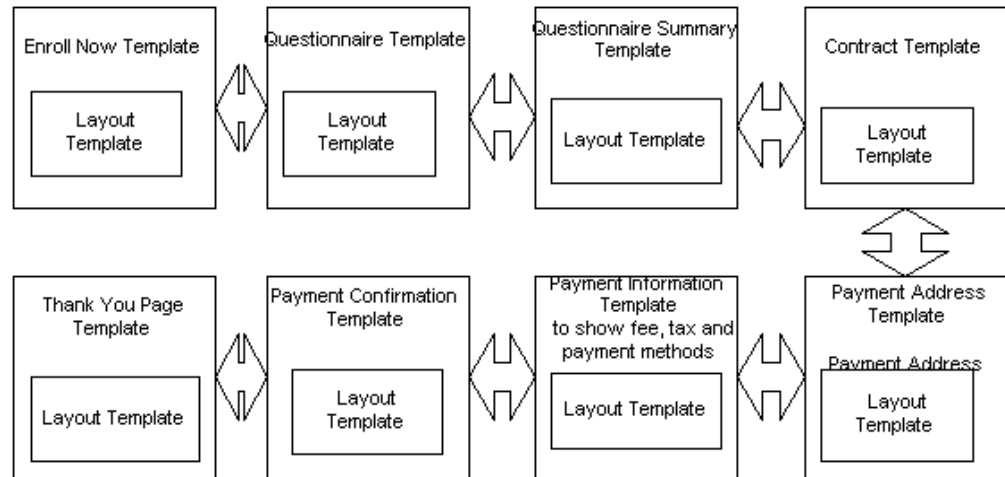 Enroll Now Template
Layout
Template
Questionnaire Template
Layout
Template
Questionnaire Summary
Template
Layout Template
Contract Template
Layout
Template
Thank You Page
Template
Layout Template
Payment Confirmation
Template
Layout
Template
Payment Information
Template
to show fee, tax and
payment methods
Layout Template
Payment Address
Template
Payment Address
Layout
Template